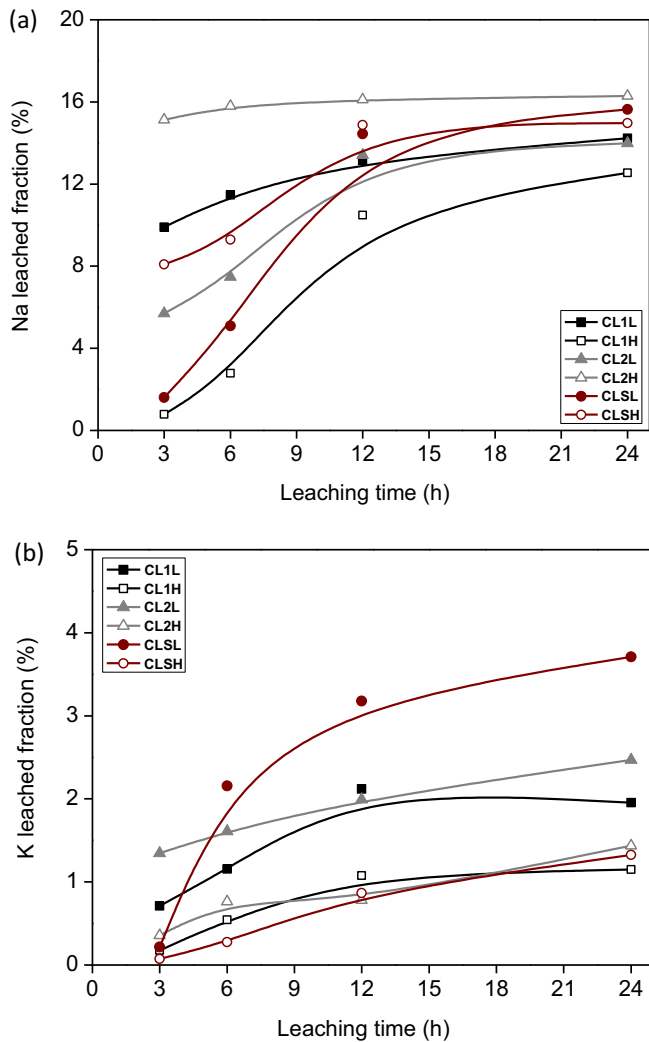 (a)
20
16
12
8
4
0
Na leached fraction (%)
CL1L
CL1H
CL2L
CL2H
CLSL
CLSH
0 3 6 9 12 15 18 21 24
Leaching time (h)
(b)
5
4
3
2
1
0
K leached fraction (%)
CL1L
CL1H
CL2L
CL2H
CLSL
CLSH
0 3 6 9 12 15 18 21 24
Leaching time (h)